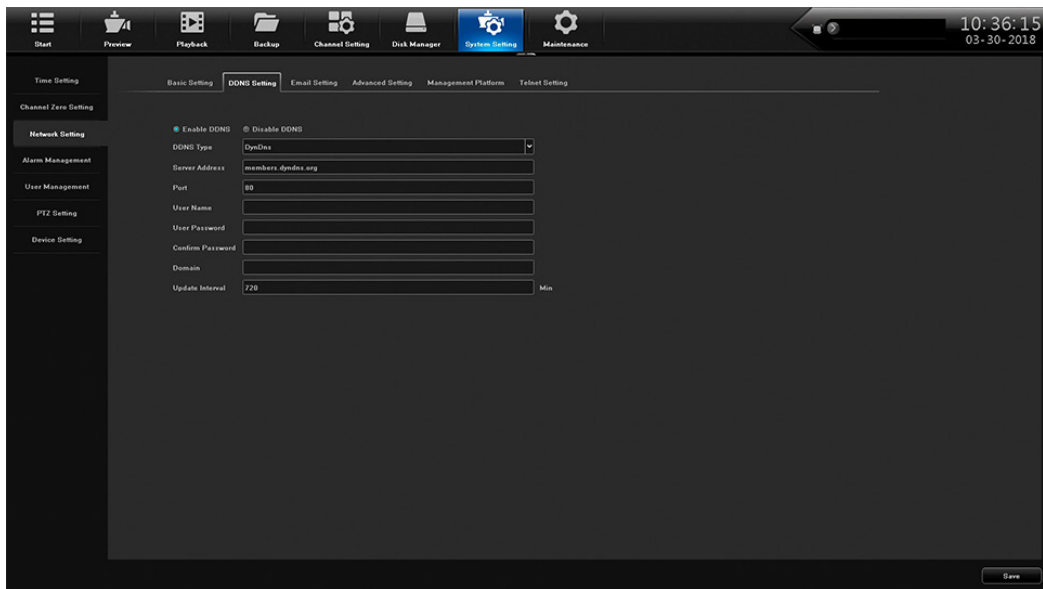 Start Preview Playback Backup Channel Setting Disk Manager System Setting Maintenance
10:36:15
03-30-2018
Time Setting
Channel Zero Setting
Network Setting
Alarm Management
User Management
PTZ Setting
Device Setting
Basic Setting DDNS Setting Email Setting Advanced Setting Management Platform Telnet Setting
Enable DDNS Disable DDNS
DDNS Type DynDns
Server Address members.dyndns.org
Port 80
User Name
User Password
Confirm Password
Domain
Update Interval 720 Min
Save